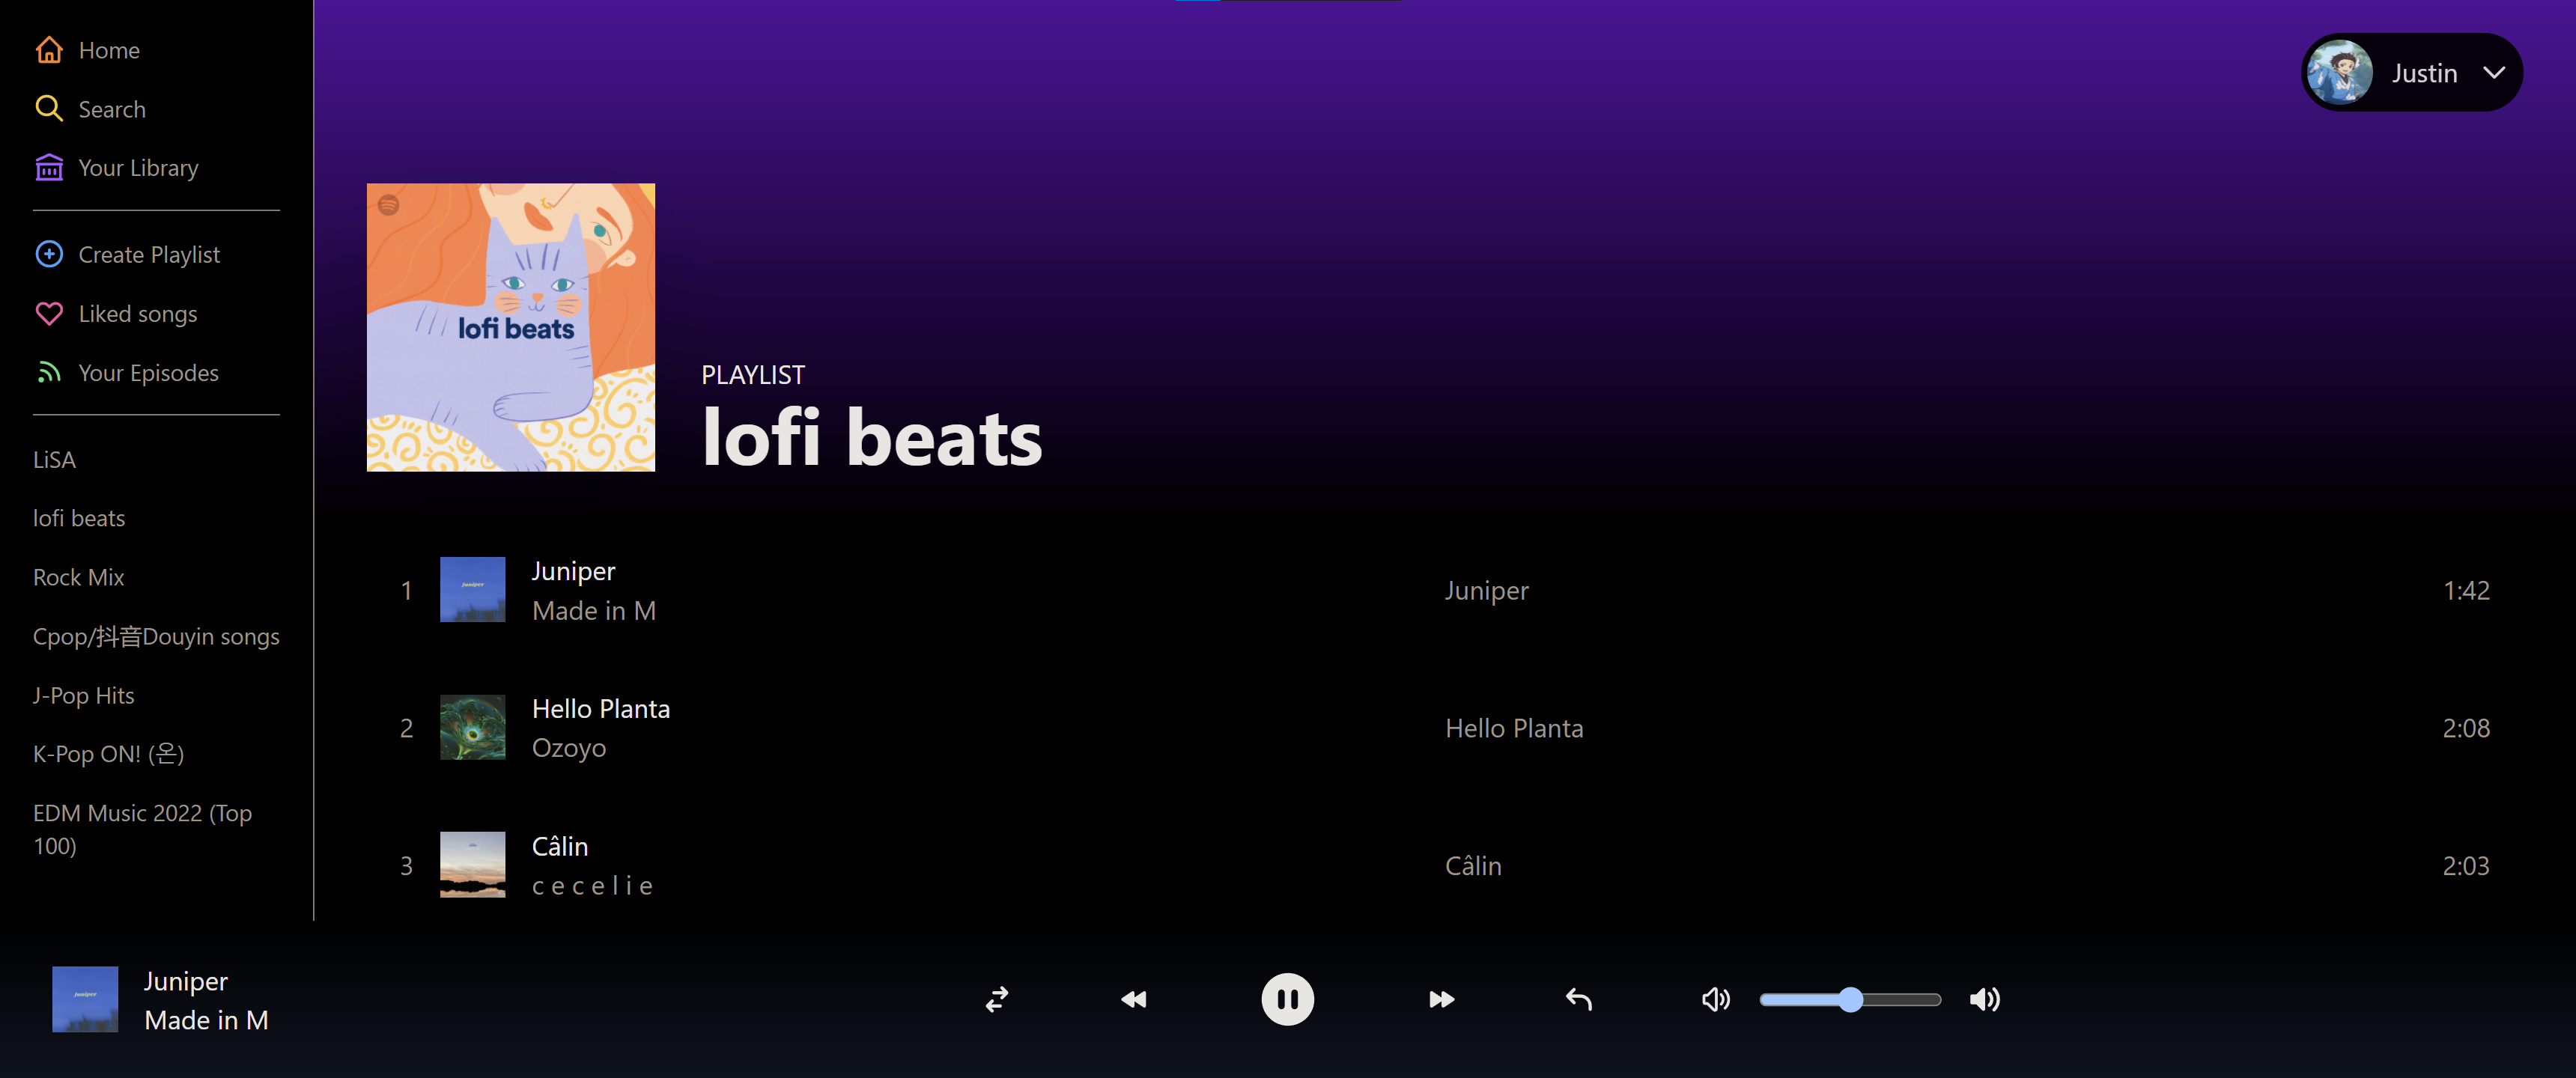 Home
Search
Your Library
Create Playlist
Liked songs
Your Episodes
LiSA
lofi beats
Rock Mix
Cpop/抖音Douyin songs
J-Pop Hits
K-Pop ON! (온)
EDM Music 2022 (Top
100)
Justin
lofi beats
PLAYLIST
lofi beats
1
juniper
Juniper
Made in M
Juniper
1:42
2
Hello Planta
Ozoyo
Hello Planta
2:08
3
Câlin
c e c e l i e
Câlin
2:03
juniper
Juniper
Made in M